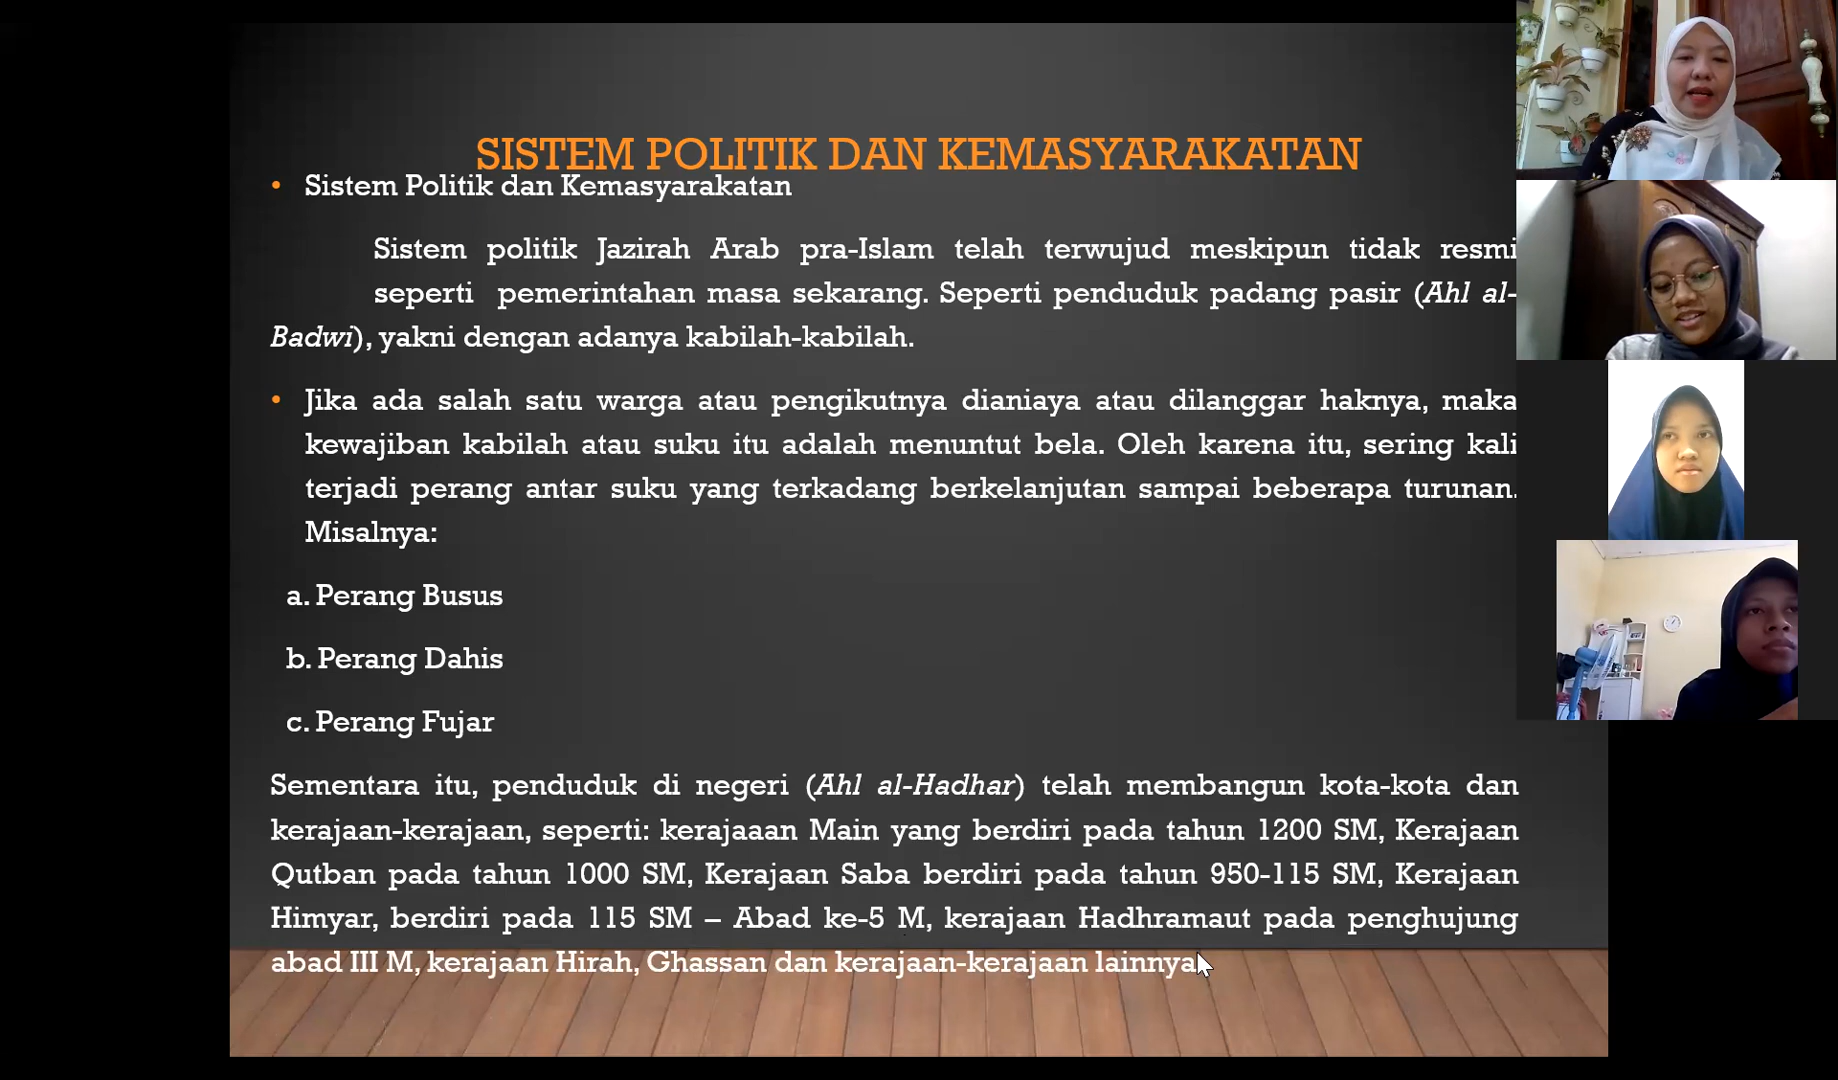 SISTEM POLITIK DAN KEMASYARAKATAN
• Sistem Politik dan Kemasyarakatan
Sistem politik Jazirah Arab pra-Islam telah terwujud meskipun tidak resmi
seperti pemerintahan masa sekarang. Seperti penduduk padang pasir (Ahl al-
Badwi), yakni dengan adanya kabilah-kabilah.
• Jika ada salah satu warga atau pengikutnya dianiaya atau dilanggar haknya, maka
kewajiban kabilah atau suku itu adalah menuntut bela. Oleh karena itu, sering kali
terjadi perang antar suku yang terkadang berkelanjutan sampai beberapa turunan.
Misalnya:
a. Perang Busus
b. Perang Dahis
c. Perang Fujar
Sementara itu, penduduk di negeri (Ahl al-Hadhar) telah membangun kota-kota dan
kerajaan-kerajaan, seperti: kerajaaan Main yang berdiri pada tahun 1200 SM, Kerajaan
Qutban pada tahun 1000 SM, Kerajaan Saba berdiri pada tahun 950-115 SM, Kerajaan
Himyar, berdiri pada 115 SM – Abad ke-5 M, kerajaan Hadhramaut pada penghujung
abad III M, kerajaan Hirah, Ghassan dan kerajaan-kerajaan lainnya